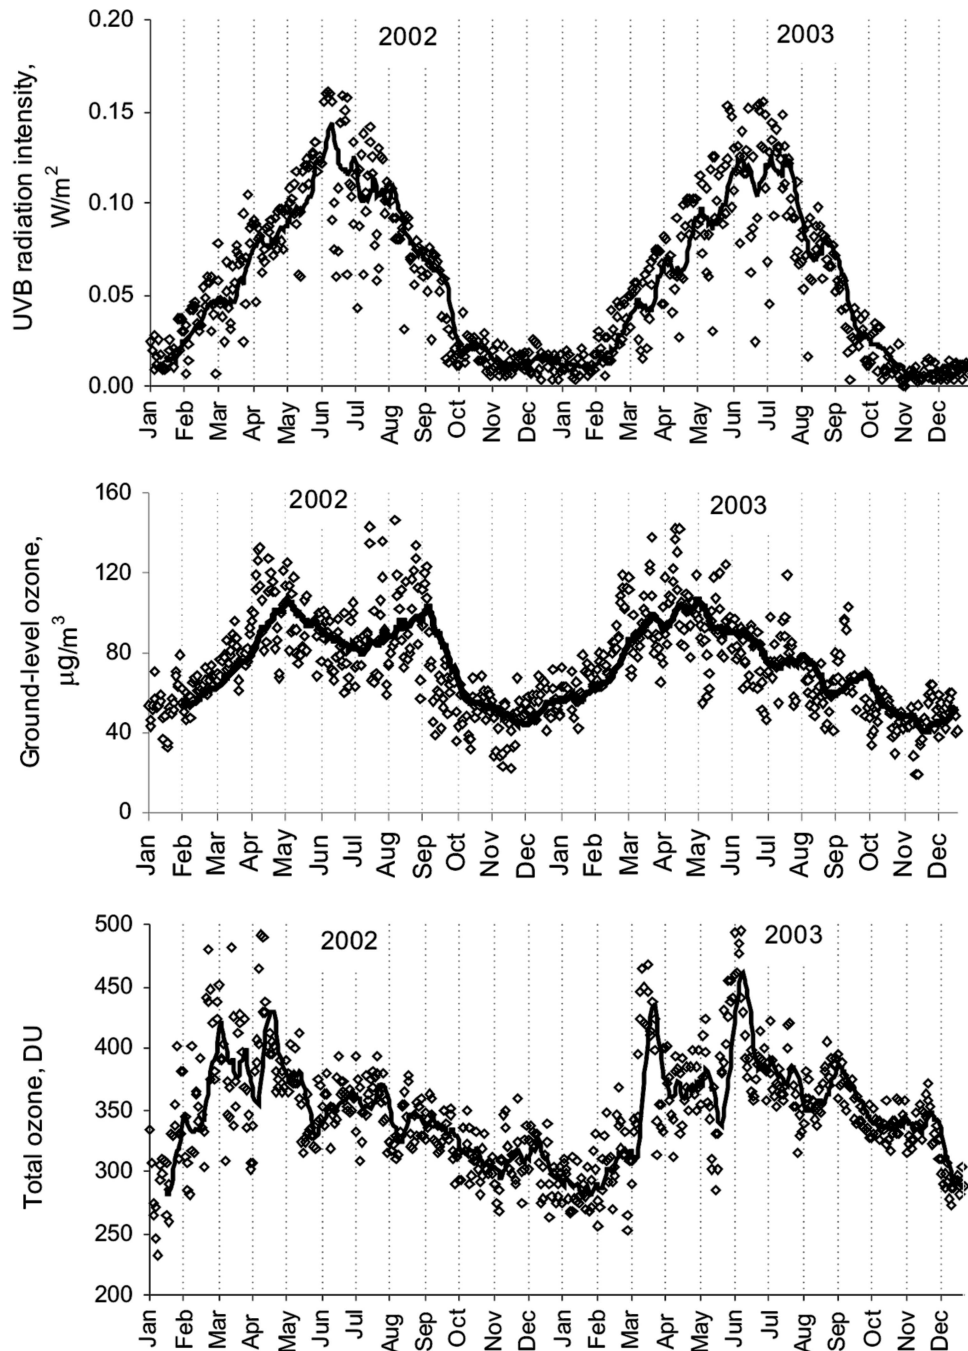 0.20
2002
2003
0.15
0.10
0.05
0.00
UVB radiation intensity,
W/m²
Jan Feb Mar Apr May Jun Jul Aug Sep Oct Nov Dec Jan Feb Mar Apr May Jun Jul Aug Sep Oct Nov Dec
160
2002
2003
120
80
40
0
Ground-level ozone,
µg/m³
Jan Feb Mar Apr May Jun Jul Aug Sep Oct Nov Dec Jan Feb Mar Apr May Jun Jul Aug Sep Oct Nov Dec
500
2002
2003
450
400
350
300
250
200
Total ozone, DU
Jan Feb Mar Apr May Jun Jul Aug Sep Oct Nov Dec Jan Feb Mar Apr May Jun Jul Aug Sep Oct Nov Dec